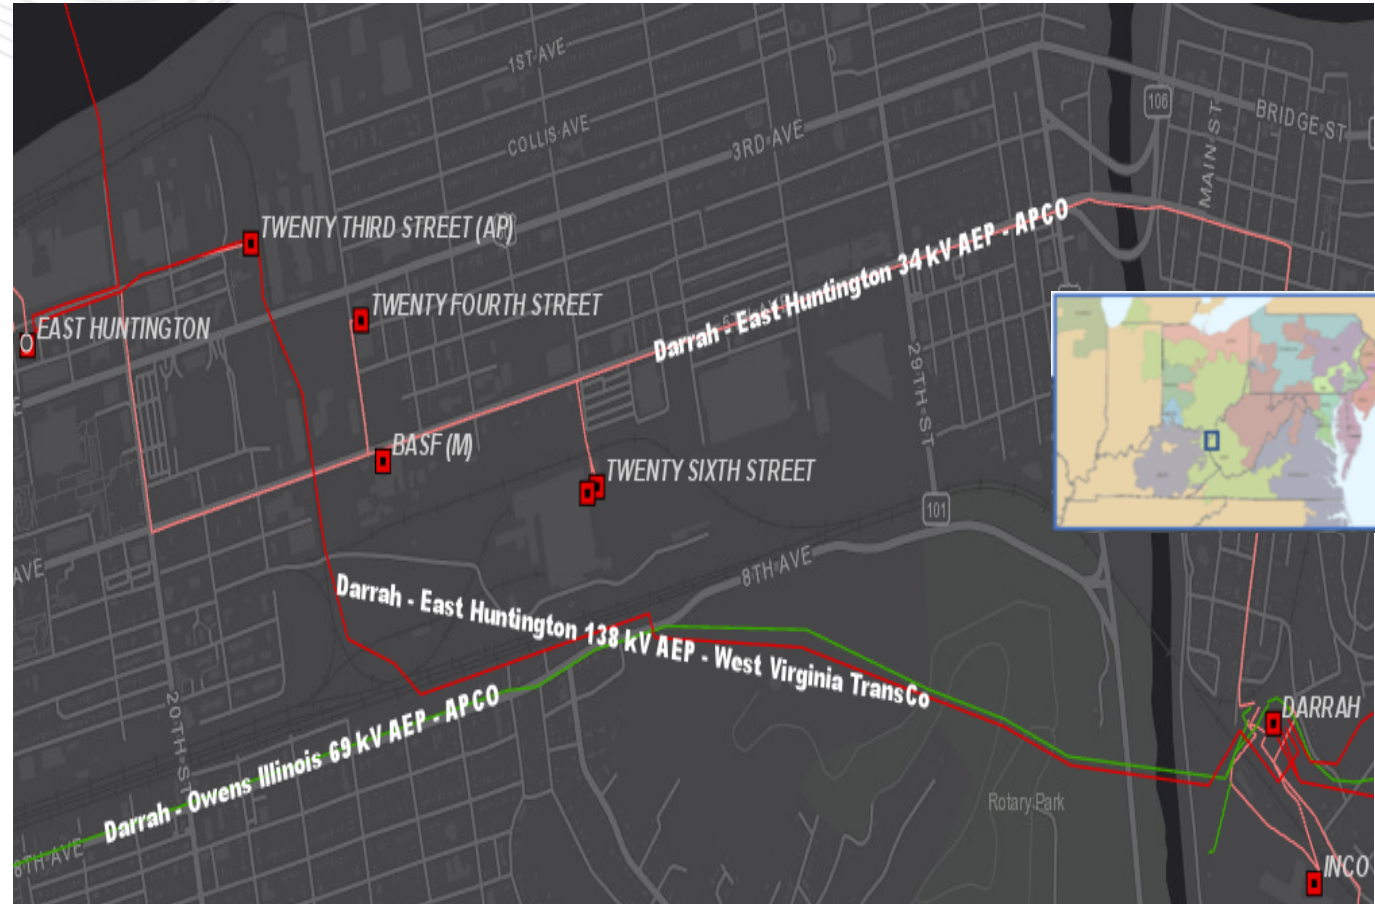 1ST AVE
COLLIS AVE
3RD AVE
106
MAIN ST
BRIDGE ST
TWENTY THIRD STREET (AP)
Darrah - East Huntington 34 kV AEP - APCO
TWENTY FOURTH STREET
EAST HUNTINGTON
29TH ST
BASF (M)
TWENTY SIXTH STREET
101
AVE
8TH AVE
Darrah - East Huntington 138 kV AEP - West Virginia TransCo
20TH ST
Darrah - Owens Illinois 69 kV AEP - APCO
DARRAH
Rotary Park
8TH AVE
INCO